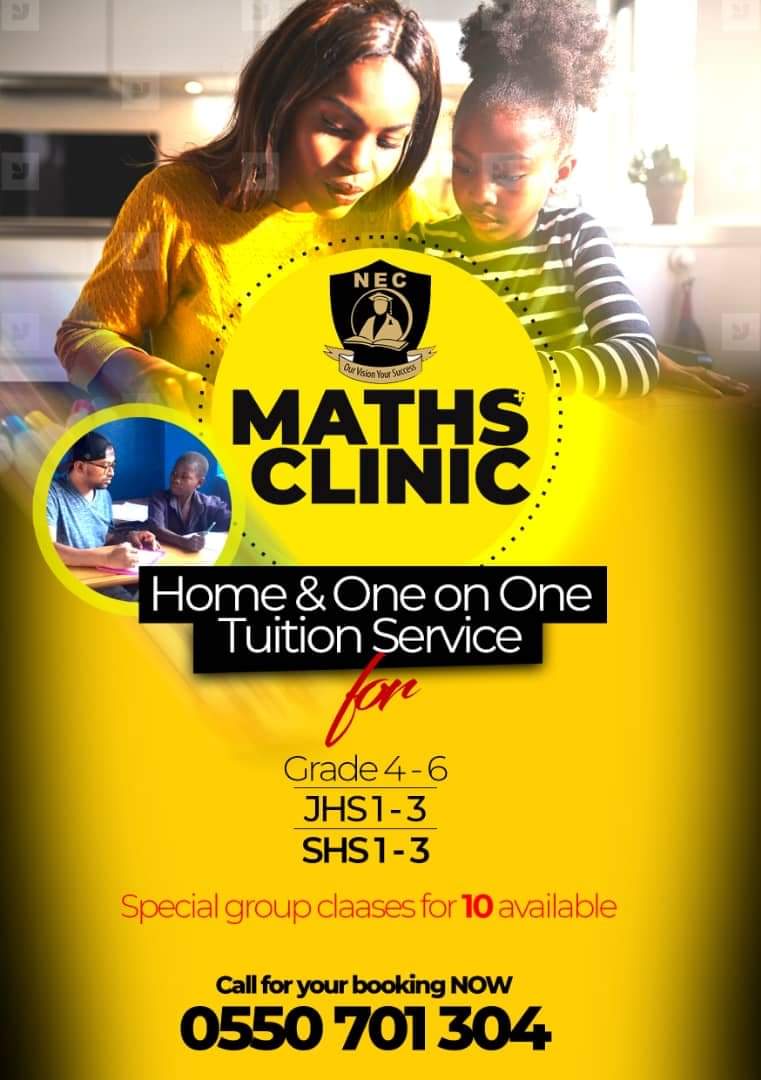 NEC
Our Vision Your Success
MATHS
CLINIC
Home & One on One
Tuition Service
for
Grade 4 - 6
JHS 1 - 3
SHS 1 - 3
Special group claases for 10 available
Call for your booking NOW
0550 701 304